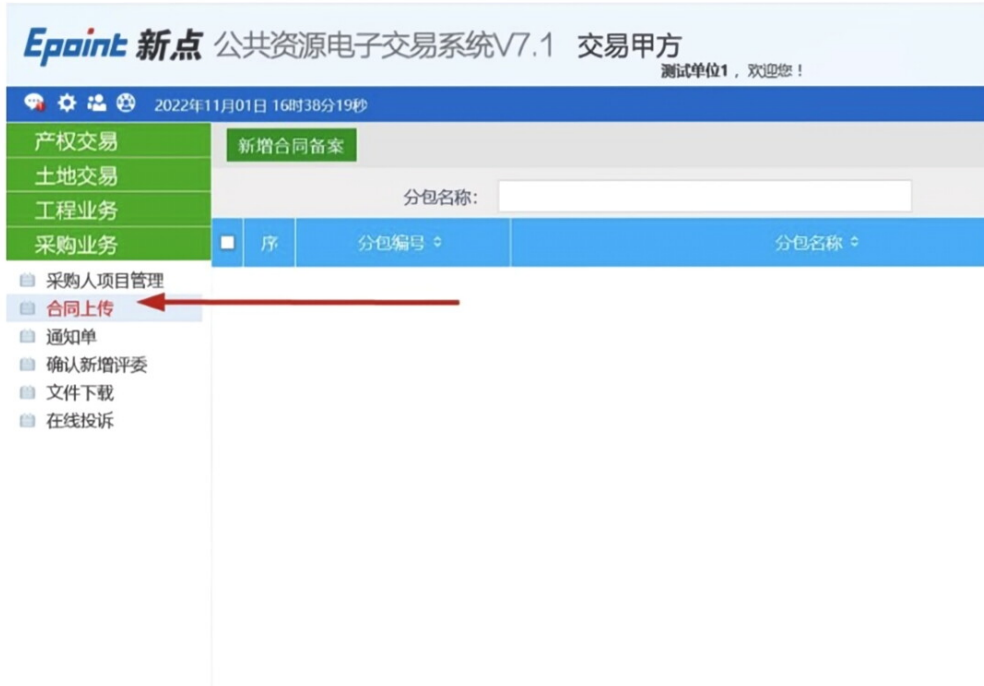 Epoint 新点 公共资源电子交易系统V7.1 交易甲方
测试单位1，欢迎您！
2022年11月01日 16时38分19秒
产权交易
土地交易
工程业务
采购业务
采购人项目管理
合同上传
通知单
确认新增评委
文件下载
在线投诉
新增合同备案
分包名称：
序 分包编号 分包名称